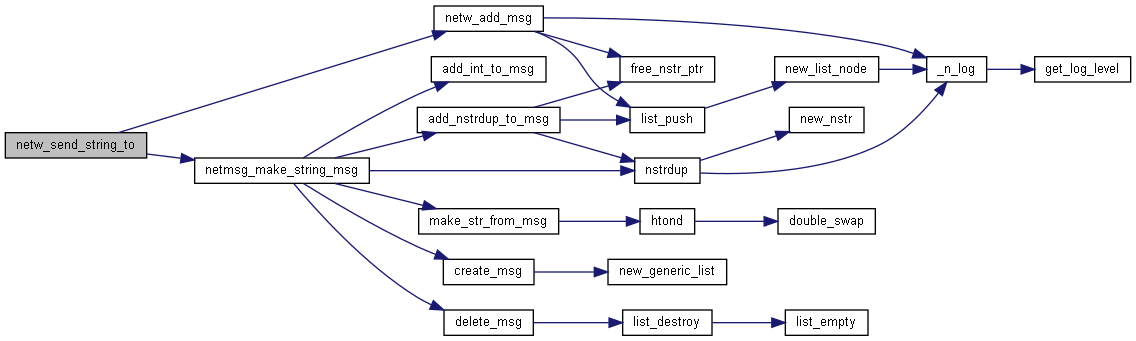 netw_add_msg
add_int_to_msg
free_nstr_ptr
new_list_node
_n_log
get_log_level
add_nstrdup_to_msg
list_push
new_nstr
netw_send_string_to
netmsg_make_string_msg
nstrdup
make_str_from_msg
htond
double_swap
create_msg
new_generic_list
delete_msg
list_destroy
list_empty